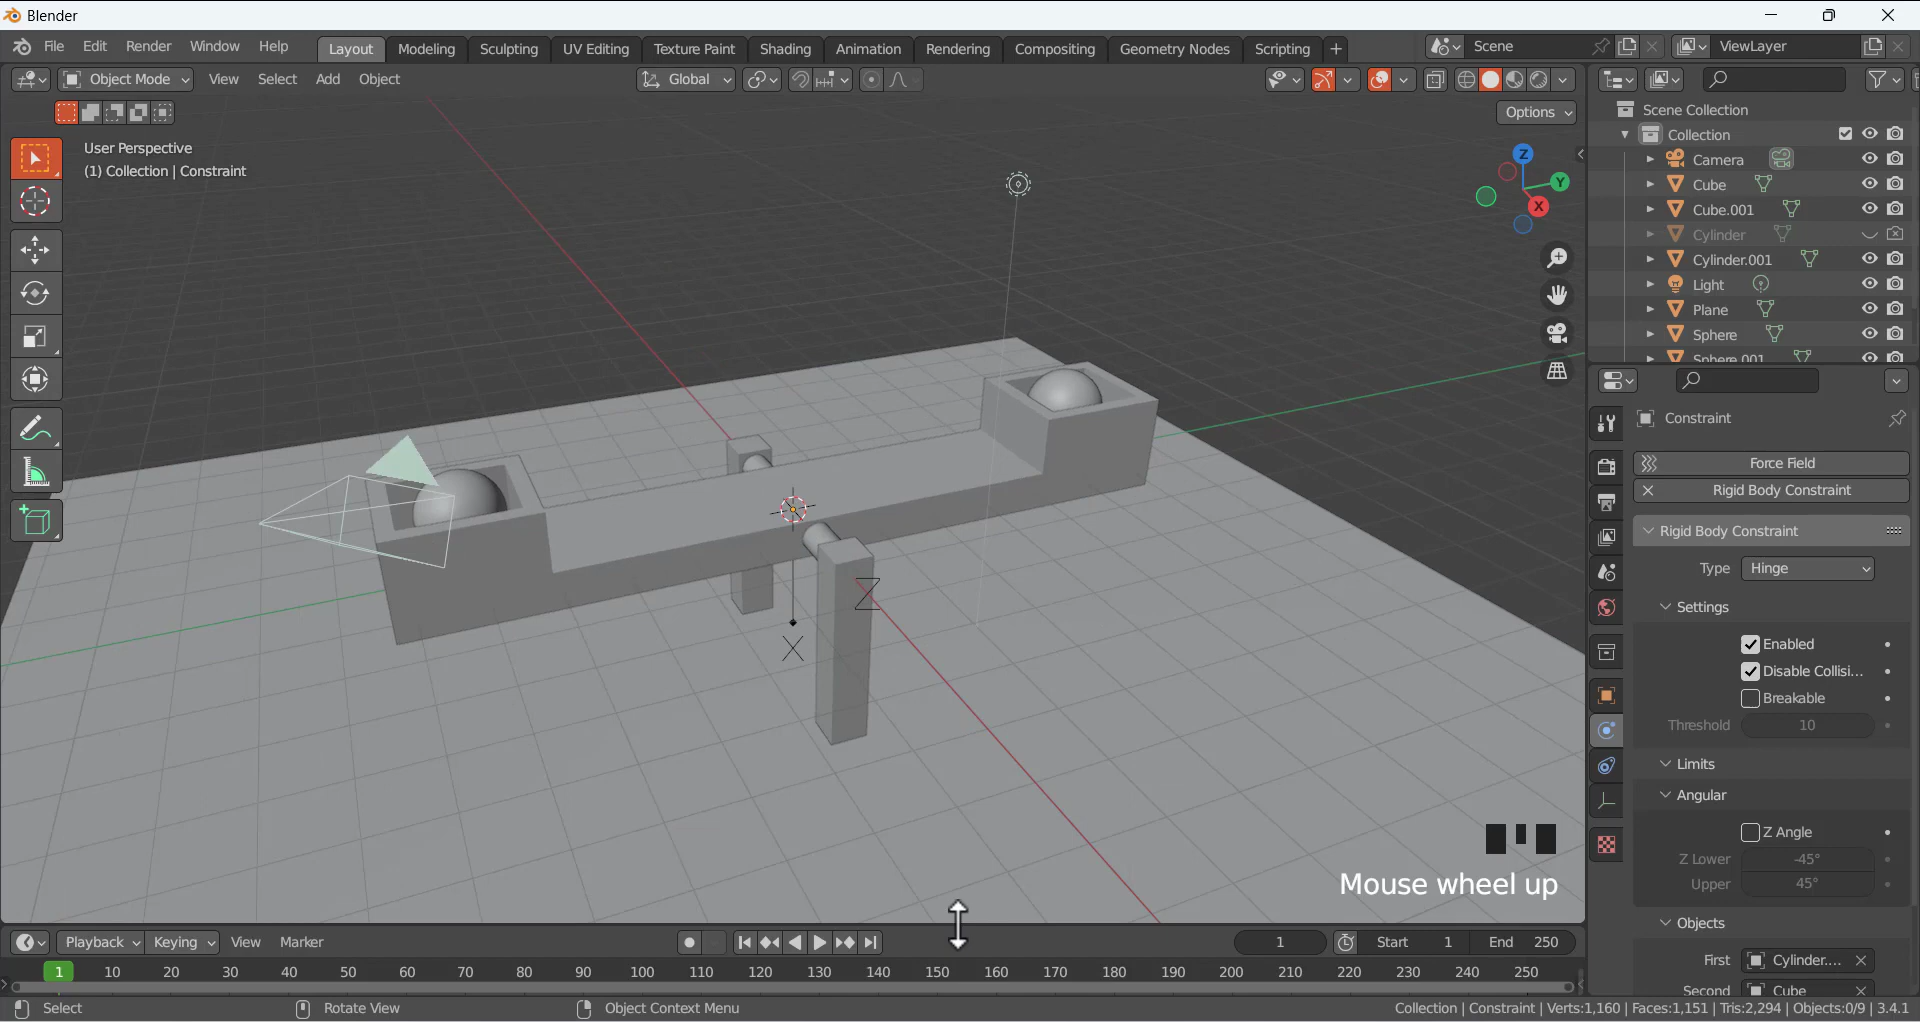 Blender
File Edit Render Window Help Layout Modeling Sculpting UV Editing Texture Paint Shading Animation Rendering Compositing Geometry Nodes Scripting + Scene ViewLayer
Object Mode View Select Add Object Global
Options
User Perspective
(1) Collection | Constraint
Z
Y
X
Z
X
Mouse wheel up
Scene Collection
Collection
Camera
Cube
Cube.001
Cylinder
Cylinder.001
Light
Plane
Sphere
Sphere.001
Constraint
Force Field
Rigid Body Constraint
Rigid Body Constraint
Type Hinge
Settings
Enabled
Disable Collisi...
Breakable
Threshold 10
Limits
Angular
Z Angle
Z Lower -45°
Upper 45°
Objects
First Cylinder....
Second Cube
Playback Keying View Marker 1 Start 1 End 250
1 10 20 30 40 50 60 70 80 90 100 110 120 130 140 150 160 170 180 190 200 210 220 230 240 250
Select Rotate View Object Context Menu Collection | Constraint | Verts:1,160 | Faces:1,151 | Tris:2,294 | Objects:0/9 | 3.4.1